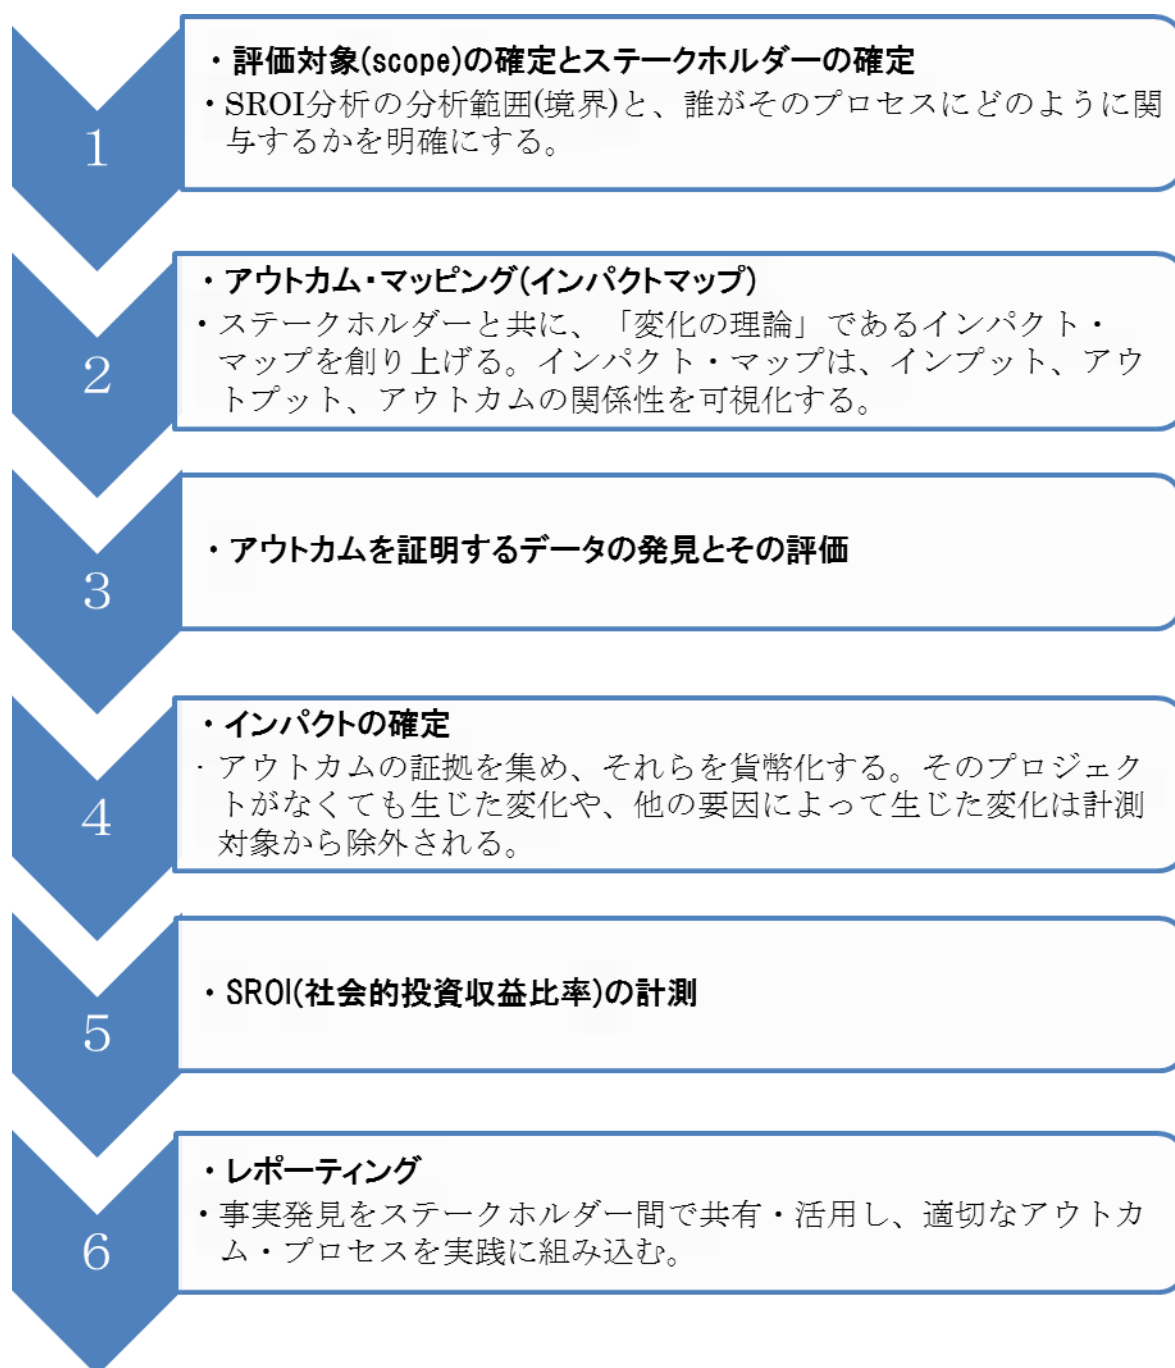 1
・評価対象(scope)の確定とステークホルダーの確定
・SROI分析の分析範囲(境界)と、誰がそのプロセスにどのように関
与するかを明確にする。
2
・アウトカム・マッピング(インパクトマップ)
・ステークホルダーと共に、「変化の理論」であるインパクト・
マップを創り上げる。インパクト・マップは、インプット、アウ
トプット、アウトカムの関係性を可視化する。
3
・アウトカムを証明するデータの発見とその評価
4
・インパクトの確定
・アウトカムの証拠を集め、それらを貨幣化する。そのプロジェク
トがなくても生じた変化や、他の要因によって生じた変化は計測
対象から除外される。
5
・SROI(社会的投資収益比率)の計測
6
・レポーティング
・事実発見をステークホルダー間で共有・活用し、適切なアウトカ
ム・プロセスを実践に組み込む。